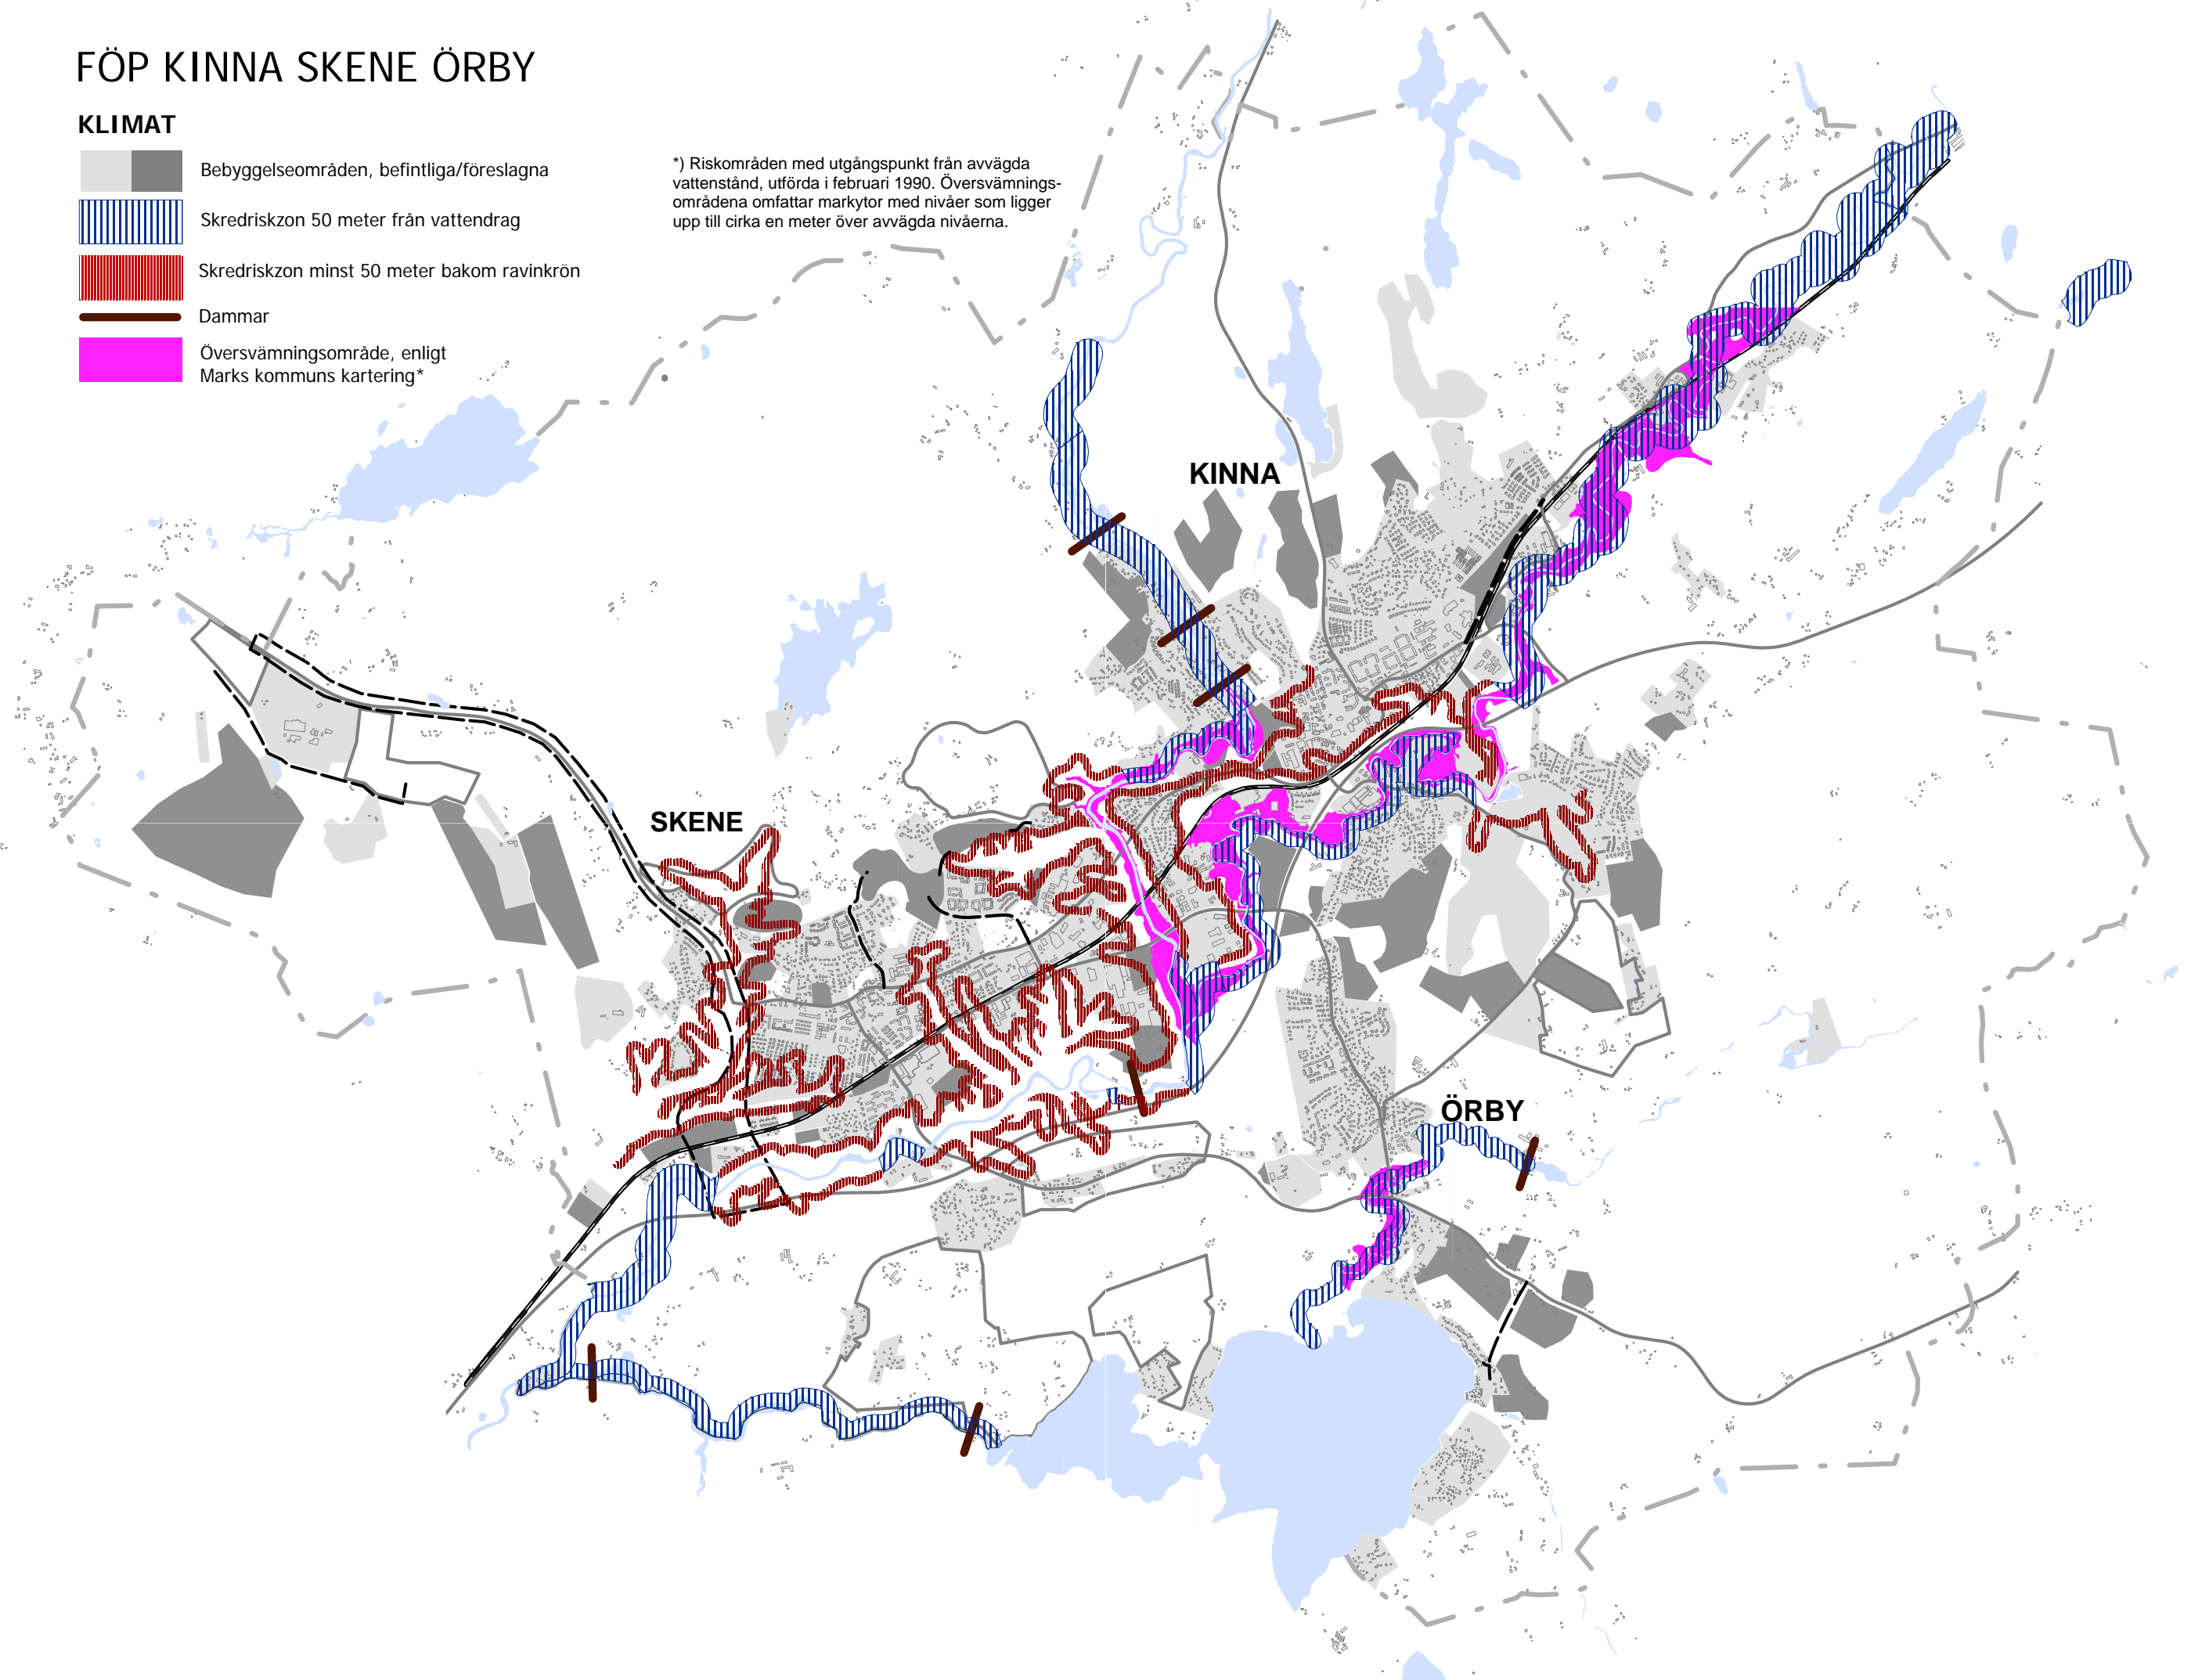 FÖP KINNA SKENE ÖRBY
KLIMAT
Bebyggelseområden, befintliga/föreslagna
Skredriskzon 50 meter från vattendrag
Skredriskzon minst 50 meter bakom ravinkrön
Dammar
Översvämningsområde, enligt
Marks kommuns kartering*
*) Riskområden med utgångspunkt från avvägda
vattenstånd, utförda i februari 1990. Översvämnings-
områdena omfattar markytor med nivåer som ligger
upp till cirka en meter över avvägda nivåerna.
KINNA
SKENE
ÖRBY